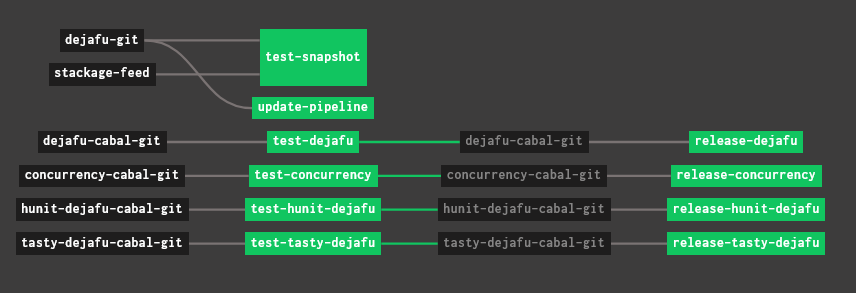 dejafu-git
stackage-feed
test-snapshot
update-pipeline
dejafu-cabal-git test-dejafu dejafu-cabal-git release-dejafu
concurrency-cabal-git test-concurrency concurrency-cabal-git release-concurrency
hunit-dejafu-cabal-git test-hunit-dejafu hunit-dejafu-cabal-git release-hunit-dejafu
tasty-dejafu-cabal-git test-tasty-dejafu tasty-dejafu-cabal-git release-tasty-dejafu